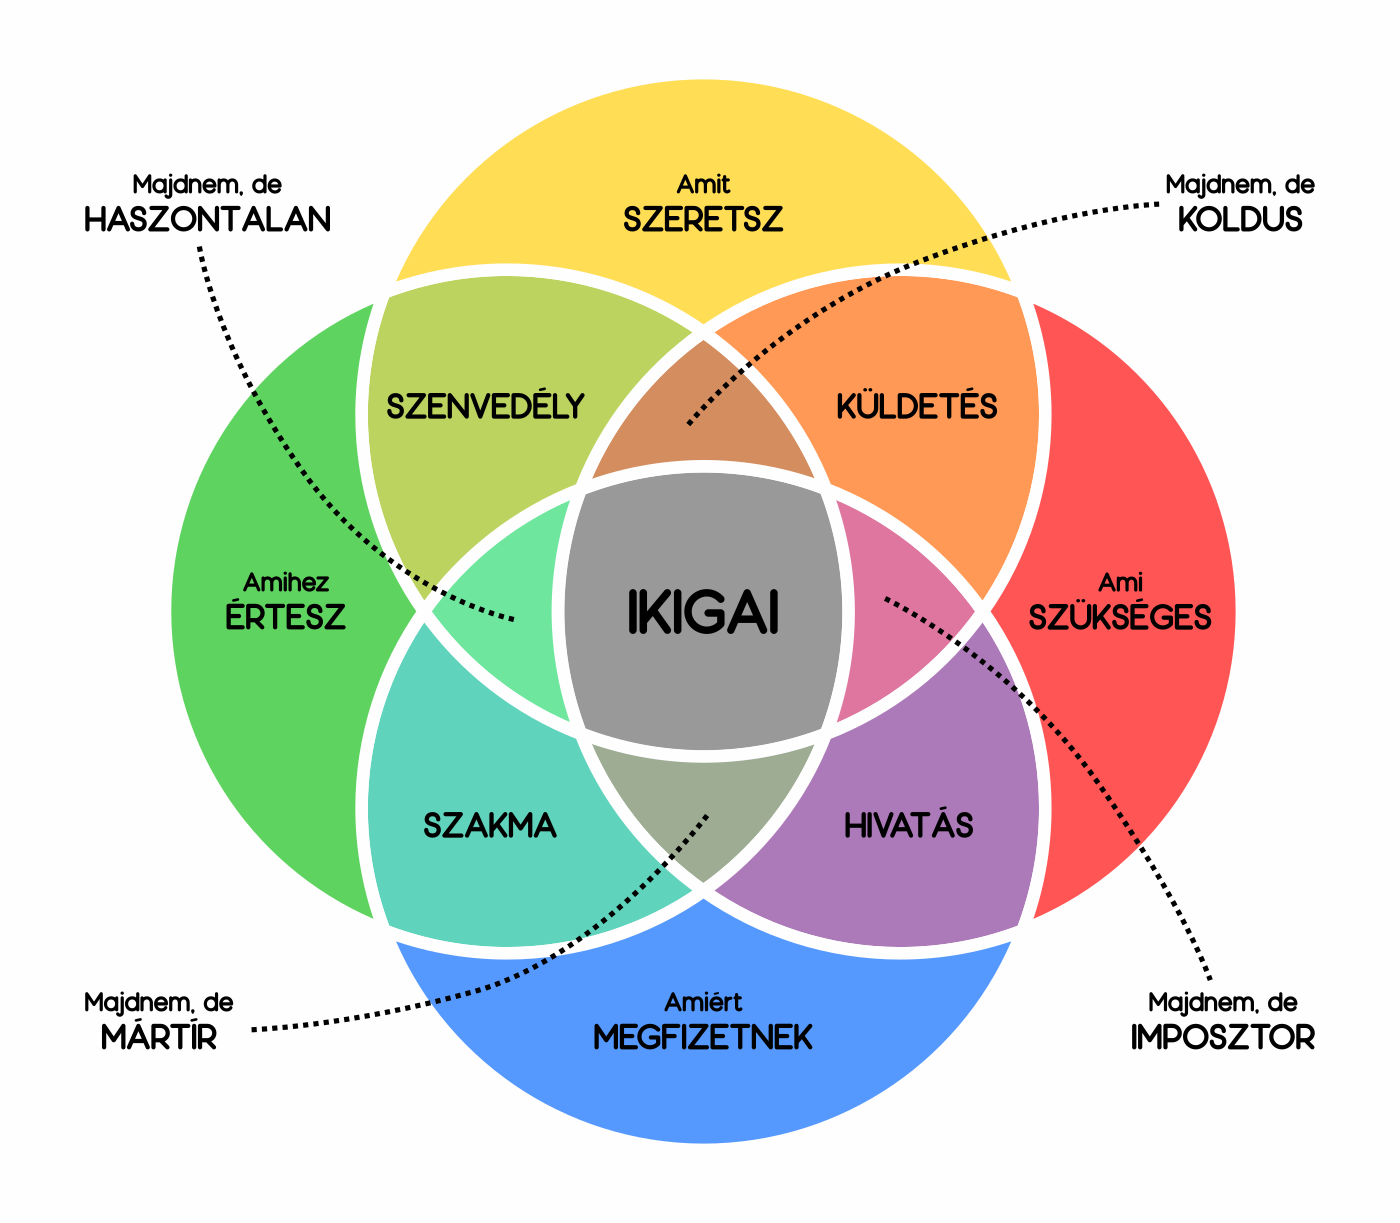 Majdnem, de
HASZONTALAN
Amit
SZERETSZ
Majdnem, de
KOLDUS
SZENVEDÉLY
KÜLDETÉS
Amihez
ÉRTESZ
IKIGAI
Ami
SZÜKSÉGES
SZAKMA
HIVATÁS
Majdnem, de
MÁRTÍR
Amiért
MEGFIZETNEK
Majdnem, de
IMPOSZTOR